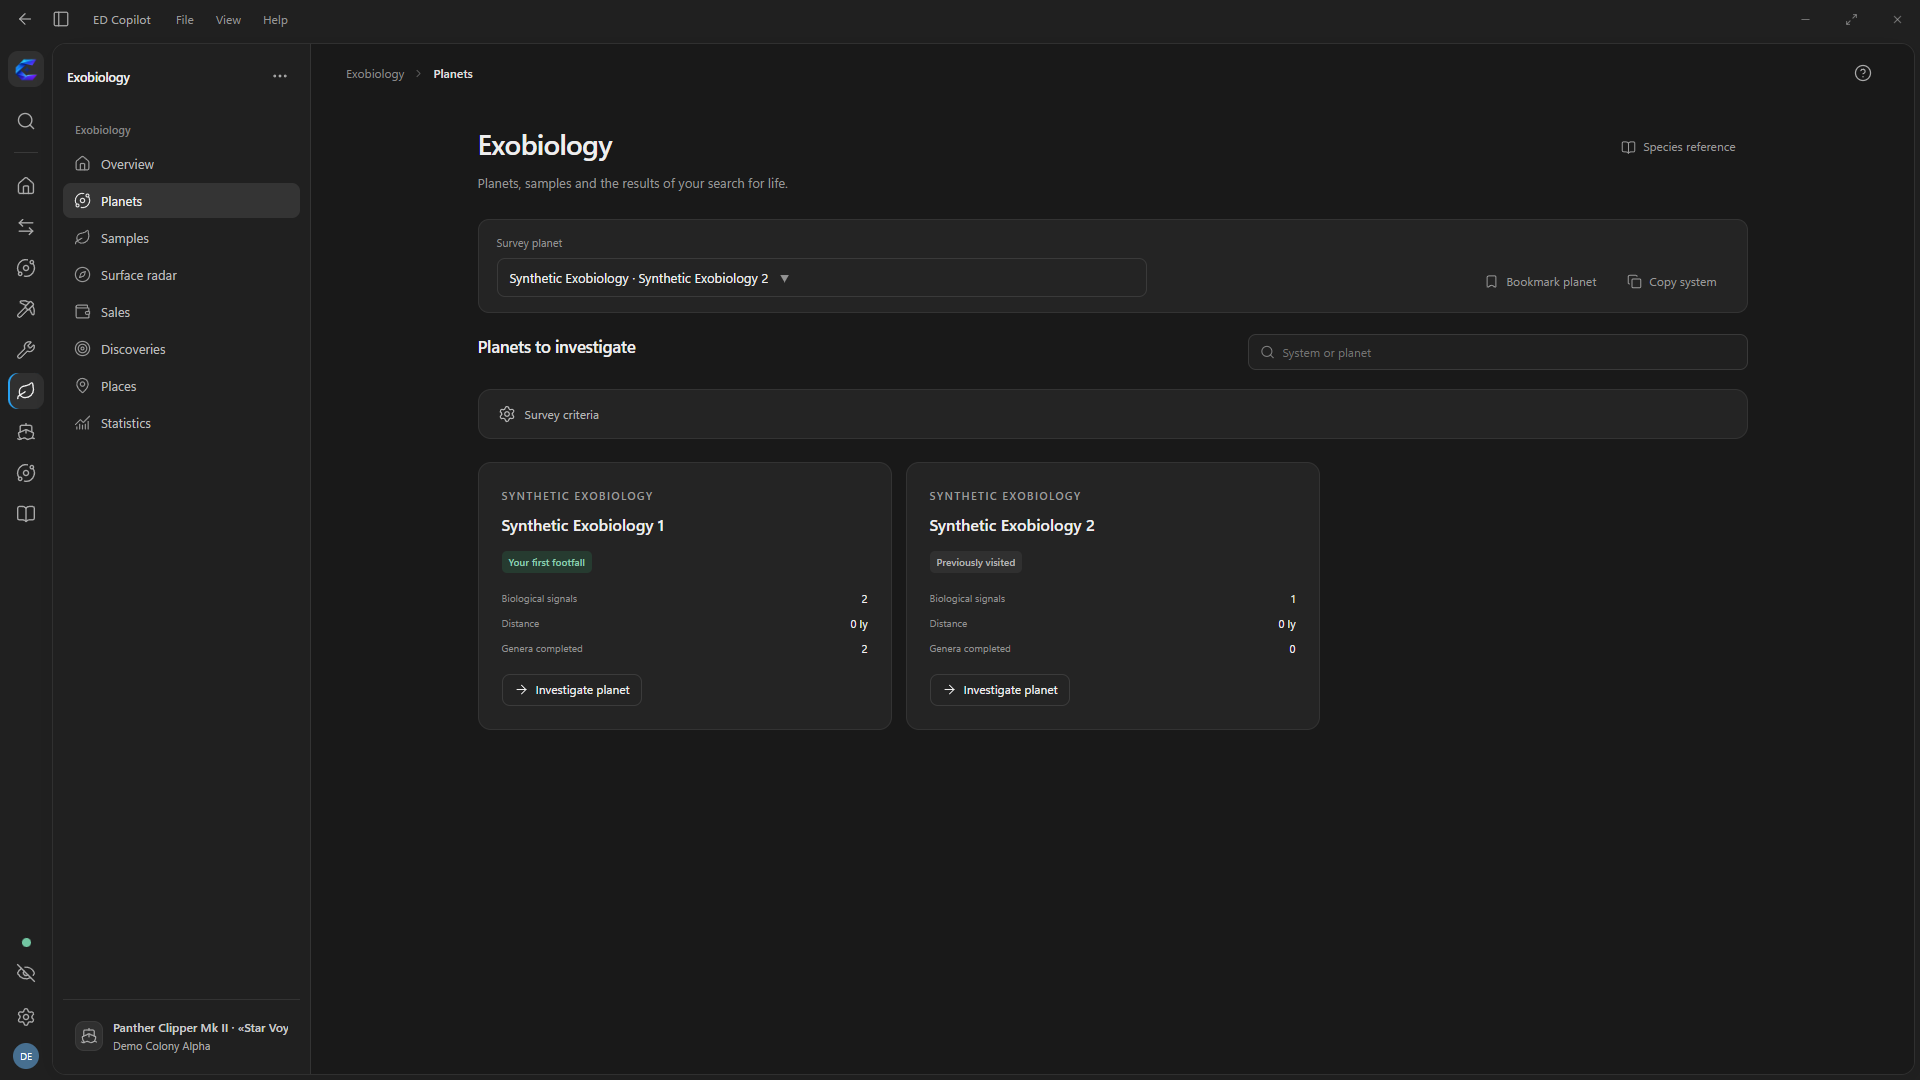 ED Copilot
File
View
Help
Exobiology
Exobiology
Overview
Planets
Samples
Surface radar
Sales
Discoveries
Places
Statistics
Panther Clipper Mk II · «Star Voy
Demo Colony Alpha
DE
Exobiology > Planets
Exobiology
Species reference
Planets, samples and the results of your search for life.
Survey planet
Synthetic Exobiology · Synthetic Exobiology 2
Bookmark planet
Copy system
Planets to investigate
System or planet
Survey criteria
SYNTHETIC EXOBIOLOGY
Synthetic Exobiology 1
Your first footfall
Biological signals 2
Distance 0 ly
Genera completed 2
Investigate planet
SYNTHETIC EXOBIOLOGY
Synthetic Exobiology 2
Previously visited
Biological signals 1
Distance 0 ly
Genera completed 0
Investigate planet